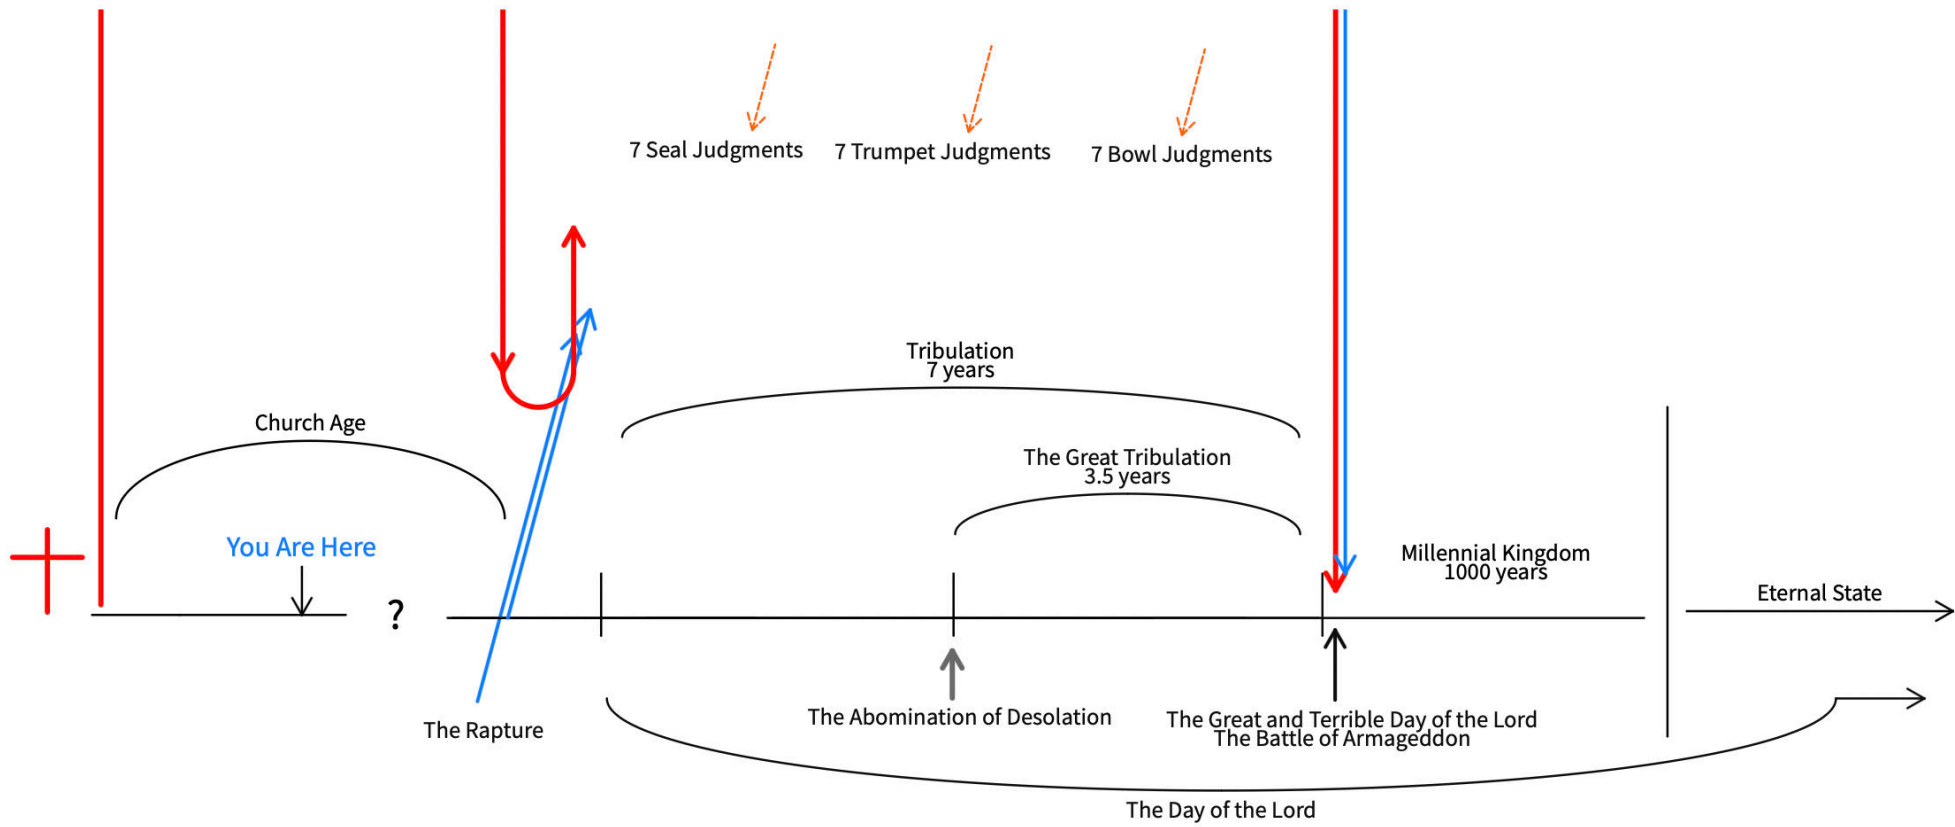 7 Seal Judgments
7 Trumpet Judgments
7 Bowl Judgments
Tribulation
7 years
Church Age
The Great Tribulation
3.5 years
You Are Here
Millennial Kingdom
1000 years
Eternal State
?
The Rapture
The Abomination of Desolation
The Great and Terrible Day of the Lord
The Battle of Armageddon
The Day of the Lord